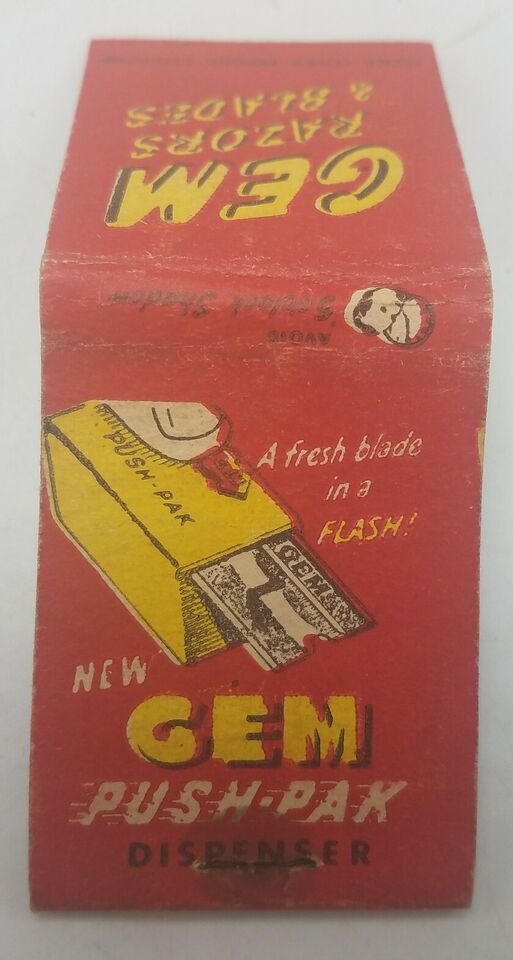 AVOID
5 o'clock Shadow
GEM
RAZORS
& BLADES
PUSH-PAK
A fresh blade
in a
FLASH!
GEM
NEW
GEM
PUSH-PAK
DISPENSER